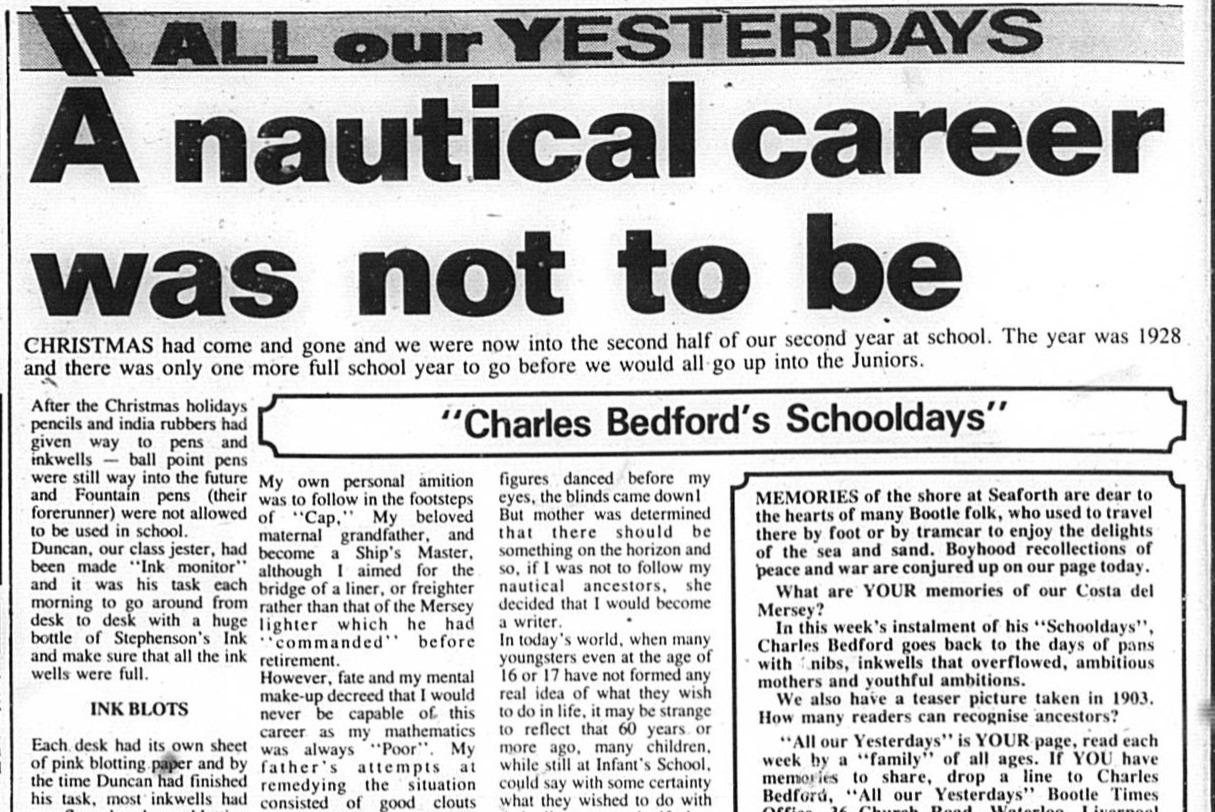 ALL our YESTERDAYS
A nautical career
was not to be
CHRISTMAS had come and gone and we were now into the second half of our second year at school. The year was 1928
and there was only one more full school year to go before we would all go up into the Juniors.
"Charles Bedford's Schooldays"
After the Christmas holidays
pencils and india rubbers had
given way to pens and
inkwells — ball point pens
were still way into the future
and Fountain pens (their
forerunner) were not allowed
to be used in school.
Duncan, our class jester, had
been made "Ink monitor"
and it was his task each
morning to go around from
desk to desk with a huge
bottle of Stephenson's Ink
and make sure that all the ink
wells were full.
INK BLOTS
Each desk had its own sheet
of pink blotting paper and by
the time Duncan had finished
his task, most inkwells had
My own personal amition
was to follow in the footsteps
of "Cap," My beloved
maternal grandfather, and
become a Ship's Master,
although I aimed for the
bridge of a liner, or freighter
rather than that of the Mersey
lighter which he had
"commanded" before
retirement.
However, fate and my mental
make-up decreed that I would
never be capable of this
career as my mathematics
was always "Poor". My
father's attempts at
remedying the situation
consisted of good clouts
figures danced before my
eyes, the blinds came down!
But mother was determined
that there should be
something on the horizon and
so, if I was not to follow my
nautical ancestors, she
decided that I would become
a writer.
In today's world, when many
youngsters even at the age of
16 or 17 have not formed any
real idea of what they wish
to do in life, it may be strange
to reflect that 60 years or
more ago, many children,
while still at Infant's School,
could say with some certainty
what they wished to do with
MEMORIES of the shore at Seaforth are dear to
the hearts of many Bootle folk, who used to travel
there by foot or by tramcar to enjoy the delights
of the sea and sand. Boyhood recollections of
peace and war are conjured up on our page today.
What are YOUR memories of our Costa del
Mersey?
In this week's instalment of his "Schooldays",
Charles Bedford goes back to the days of pans
with nibs, inkwells that overflowed, ambitious
mothers and youthful ambitions.
We also have a teaser picture taken in 1903.
How many readers can recognise ancestors?
"All our Yesterdays" is YOUR page, read each
week by a "family" of all ages. If YOU have
memories to share, drop a line to Charles
Bedford, "All our Yesterdays" Bootle Times
Office, 36 Church Road, Waterloo, Liverpool